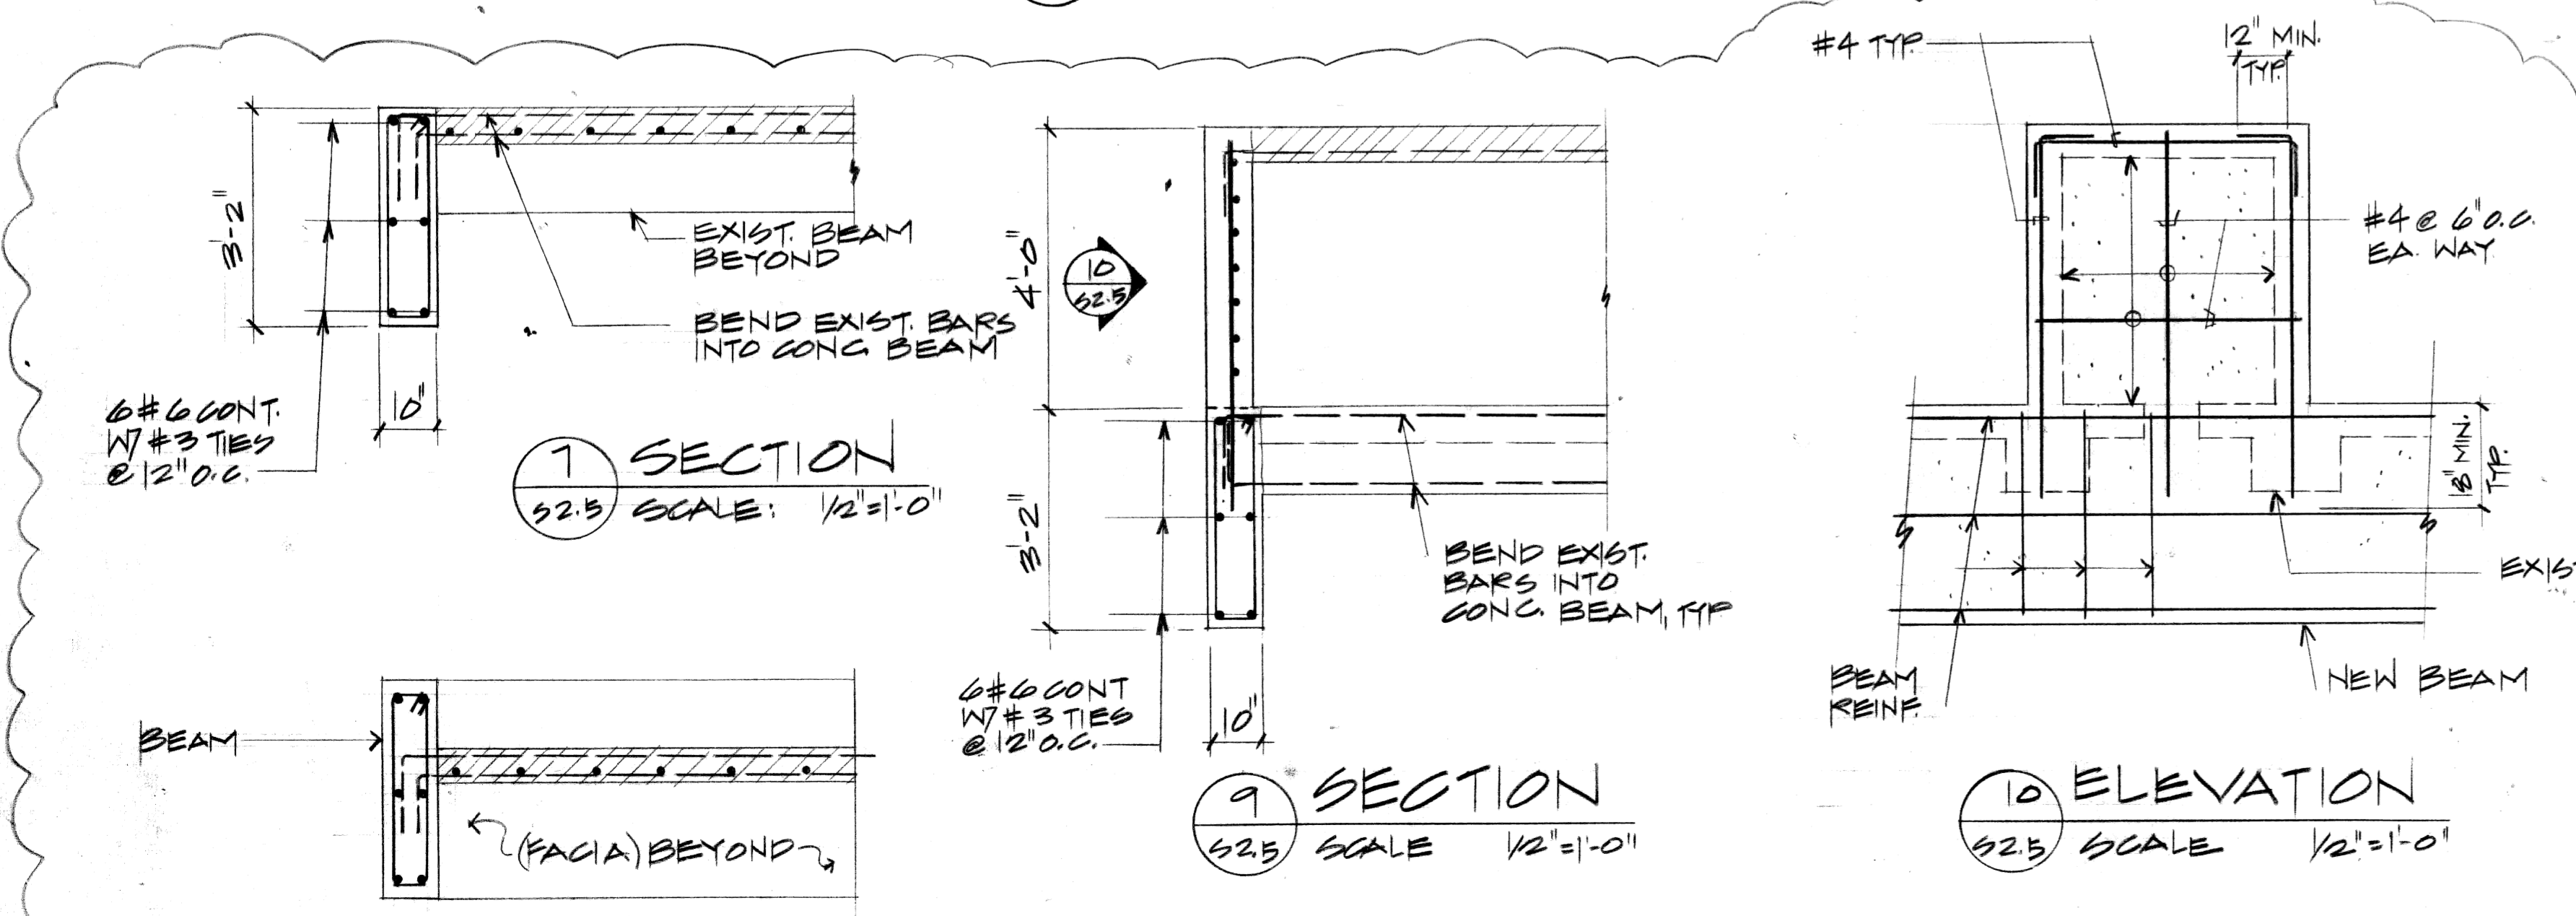 3'-2"
EXIST. BEAM
BEYOND
BEND EXIST. BARS
INTO CONC. BEAM
6#6 CONT.
W/ #3 TIES
@ 12" O.C.
10"
7
S2.5
SECTION
SCALE: 1/2"=1'-0"
BEAM
(FACIA) BEYOND
4'-0"
10
S2.5
3'-2"
BEND EXIST.
BARS INTO
CONC. BEAM, TYP
6#6 CONT
W/ #3 TIES
@ 12" O.C.
10"
9
S2.5
SECTION
SCALE 1/2"=1'-0"
#4 TYP.
12" MIN.
TYP.
#4 @ 6" O.C.
EA. WAY
18" MIN.
TYP.
BEAM
REINF.
NEW BEAM
10
S2.5
ELEVATION
SCALE 1/2"=1'-0"